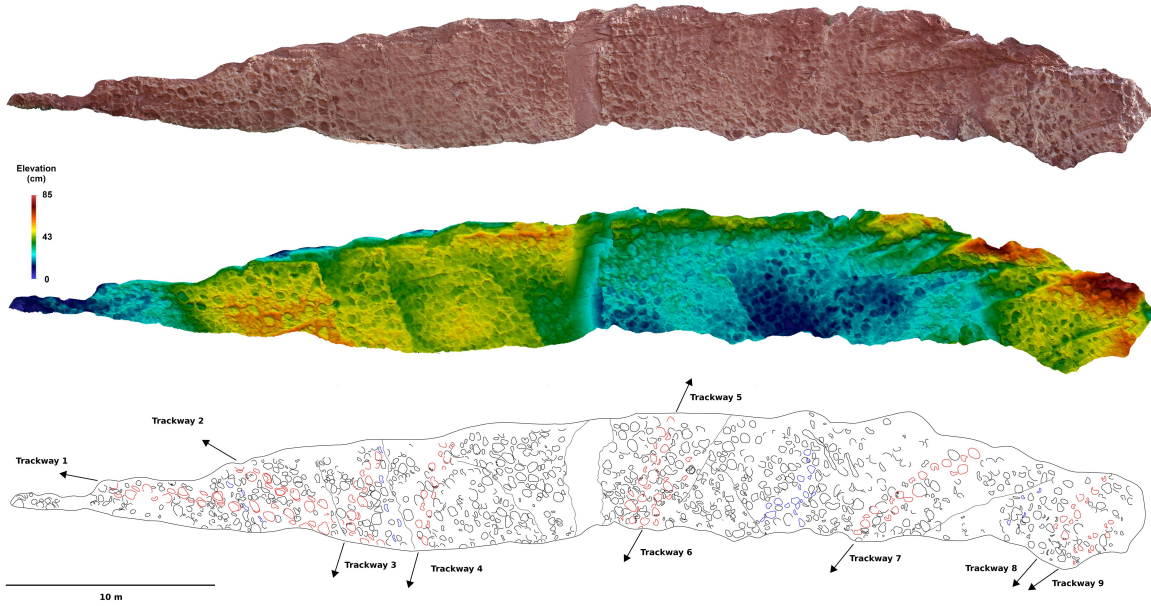 Elevation
(cm)
85
43
0
Trackway 5
Trackway 2
Trackway 1
Trackway 6
Trackway 7
Trackway 3
Trackway 4
Trackway 8
Trackway 9
10 m